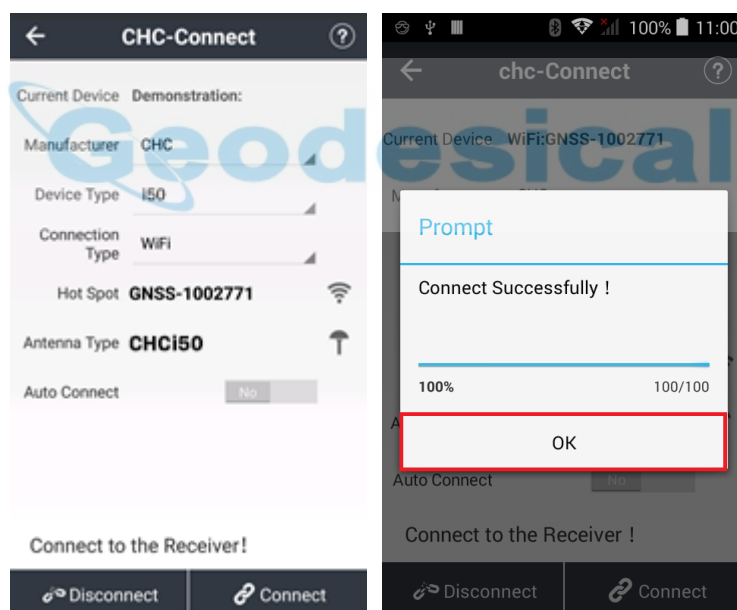 CHC-Connect
?
Current Device Demonstration:
Manufacturer CHC
Device Type i50
Connection
Type WiFi
Hot Spot GNSS-1002771
Antenna Type CHCi50
Auto Connect No
Connect to the Receiver!
Disconnect Connect
100% 11:00
chc-Connect
?
Current Device WiFi:GNSS-1002771
Prompt
Connect Successfully !
100% 100/100
OK
Auto Connect No
Connect to the Receiver !
Disconnect Connect
Geodesical